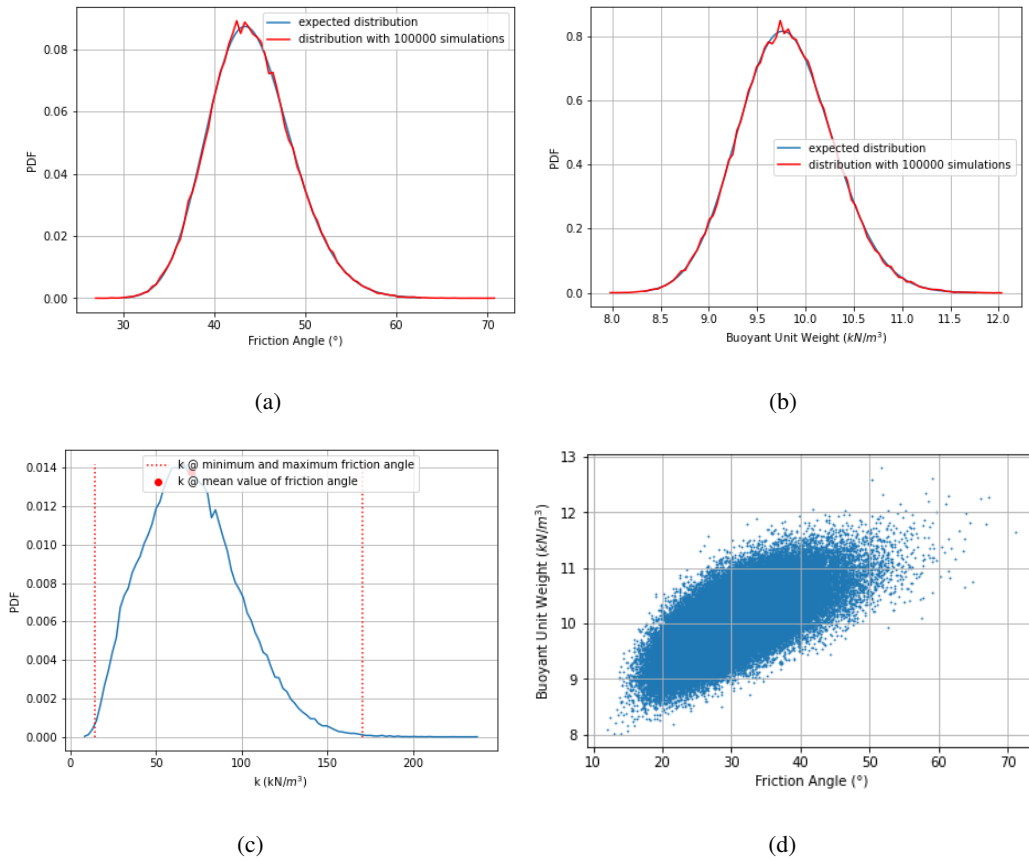 expected distribution
distribution with 100000 simulations
PDF
0.08
0.06
0.04
0.02
0.00
30
40
50
60
70
Friction Angle (°)
(a)
expected distribution
distribution with 100000 simulations
PDF
0.8
0.6
0.4
0.2
0.0
8.0
8.5
9.0
9.5
10.0
10.5
11.0
11.5
12.0
Buoyant Unit Weight (kN/m³)
(b)
k @ minimum and maximum friction angle
k @ mean value of friction angle
PDF
0.014
0.012
0.010
0.008
0.006
0.004
0.002
0.000
0
50
100
150
200
k (kN/m³)
(c)
Buoyant Unit Weight (kN/m³)
13
12
11
10
9
8
10
20
30
40
50
60
70
Friction Angle (°)
(d)